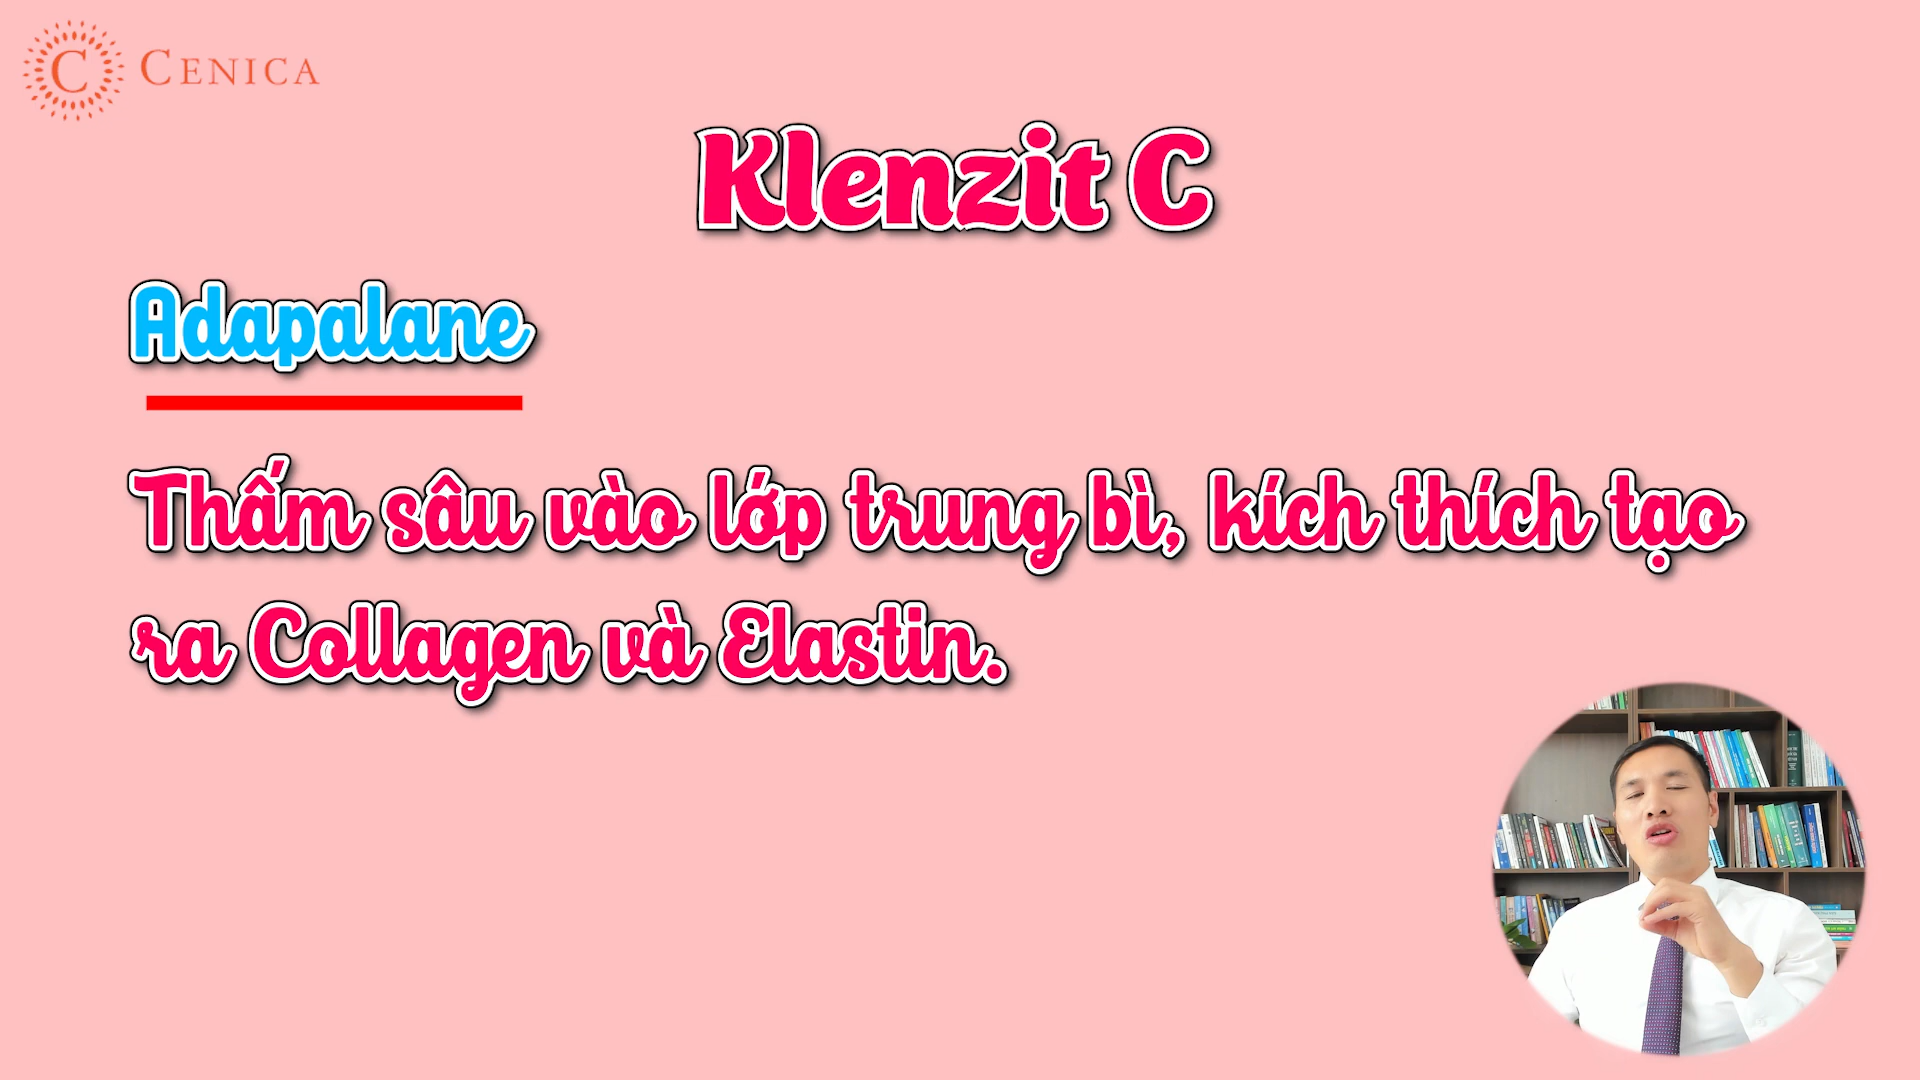 C CENICA
Klenzit C
Adapalane
Thấm sâu vào lớp trung bì, kích thích tạo
ra Collagen và Elastin.